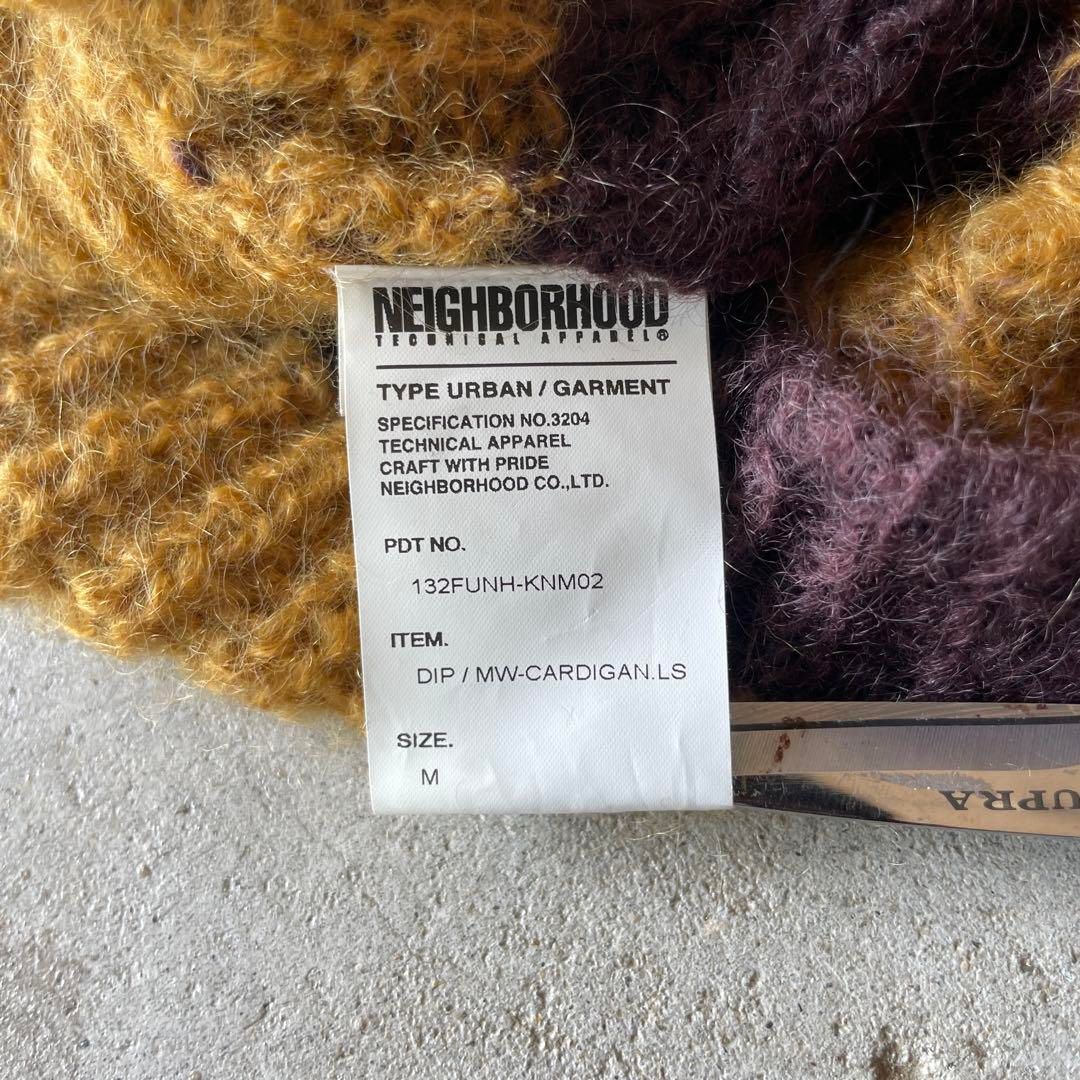 NEIGHBORHOOD
TECHNICAL APPAREL®
TYPE URBAN / GARMENT
SPECIFICATION NO.3204
TECHNICAL APPAREL
CRAFT WITH PRIDE
NEIGHBORHOOD CO.,LTD.
PDT NO.
132FUNH-KNM02
ITEM.
DIP / MW-CARDIGAN.LS
SIZE.
M